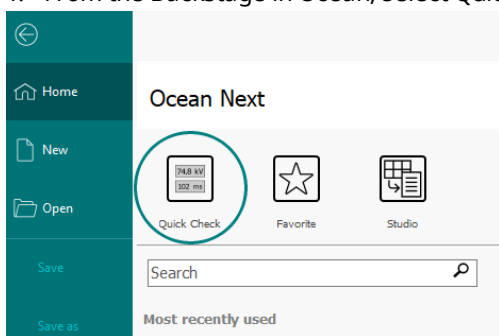 From the Backstage in Ocean, select Qui
Home
Ocean Next
New
74.8 kV
102 ms
Open
Quick Check
Favorite
Studio
Save
Search
Save as
Most recently used